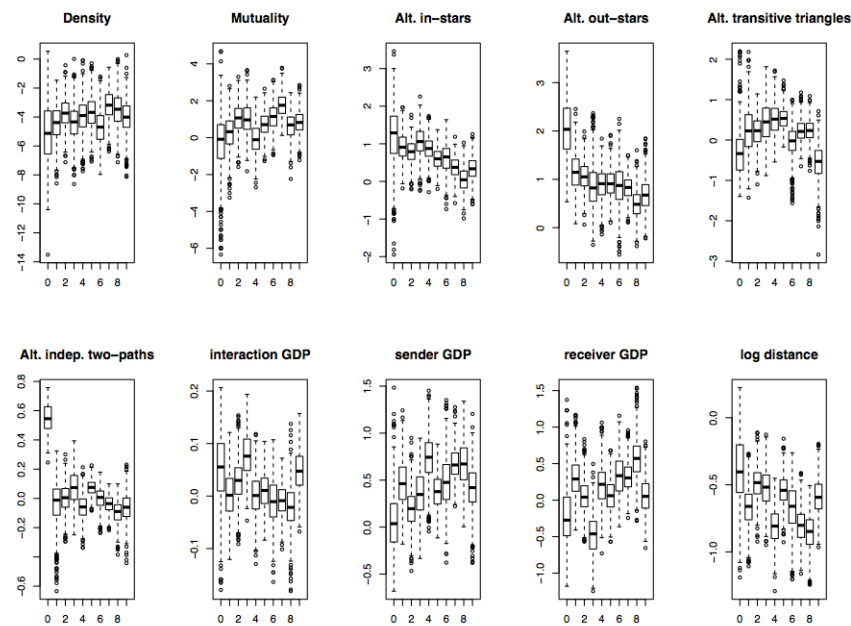 Density Mutuality Alt. in−stars Alt. out−stars Alt. transitive triangles
0 −2 −4 −6 −8 −10 −12 −14
4 2 0 −2 −4 −6
3 2 1 0 −1 −2
3 2 1 0
2 1 0 −1 −2 −3
0 2 4 6 8 0 2 4 6 8 0 2 4 6 8 0 2 4 6 8 0 2 4 6 8
Alt. indep. two−paths interaction GDP sender GDP receiver GDP log distance
0.8 0.6 0.4 0.2 0.0 −0.2 −0.6
0.2 0.1 0.0 −0.1
1.5 1.0 0.5 0.0 −0.5
1.5 1.0 0.5 0.0 −0.5 −1.0
0.0 −0.5 −1.0
0 2 4 6 8 0 2 4 6 8 0 2 4 6 8 0 2 4 6 8 0 2 4 6 8